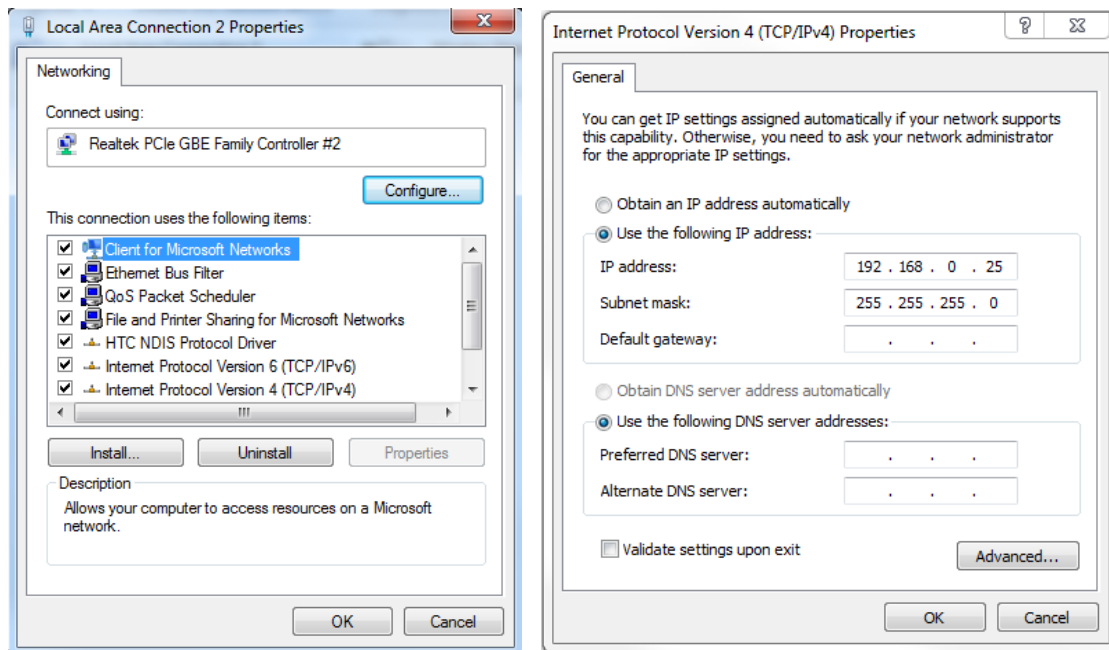 Local Area Connection 2 Properties
Networking
Connect using:
Realtek PCIe GBE Family Controller #2
Configure...
This connection uses the following items:
Client for Microsoft Networks
Ethernet Bus Filter
QoS Packet Scheduler
File and Printer Sharing for Microsoft Networks
HTC NDIS Protocol Driver
Internet Protocol Version 6 (TCP/IPv6)
Internet Protocol Version 4 (TCP/IPv4)
Install...
Uninstall
Properties
Description
Allows your computer to access resources on a Microsoft
network.
OK
Cancel
Internet Protocol Version 4 (TCP/IPv4) Properties
General
You can get IP settings assigned automatically if your network supports
this capability. Otherwise, you need to ask your network administrator
for the appropriate IP settings.
Obtain an IP address automatically
Use the following IP address:
IP address: 192 . 168 . 0 . 25
Subnet mask: 255 . 255 . 255 . 0
Default gateway: . . .
Obtain DNS server address automatically
Use the following DNS server addresses:
Preferred DNS server: . . .
Alternate DNS server: . . .
Validate settings upon exit
Advanced...
OK
Cancel